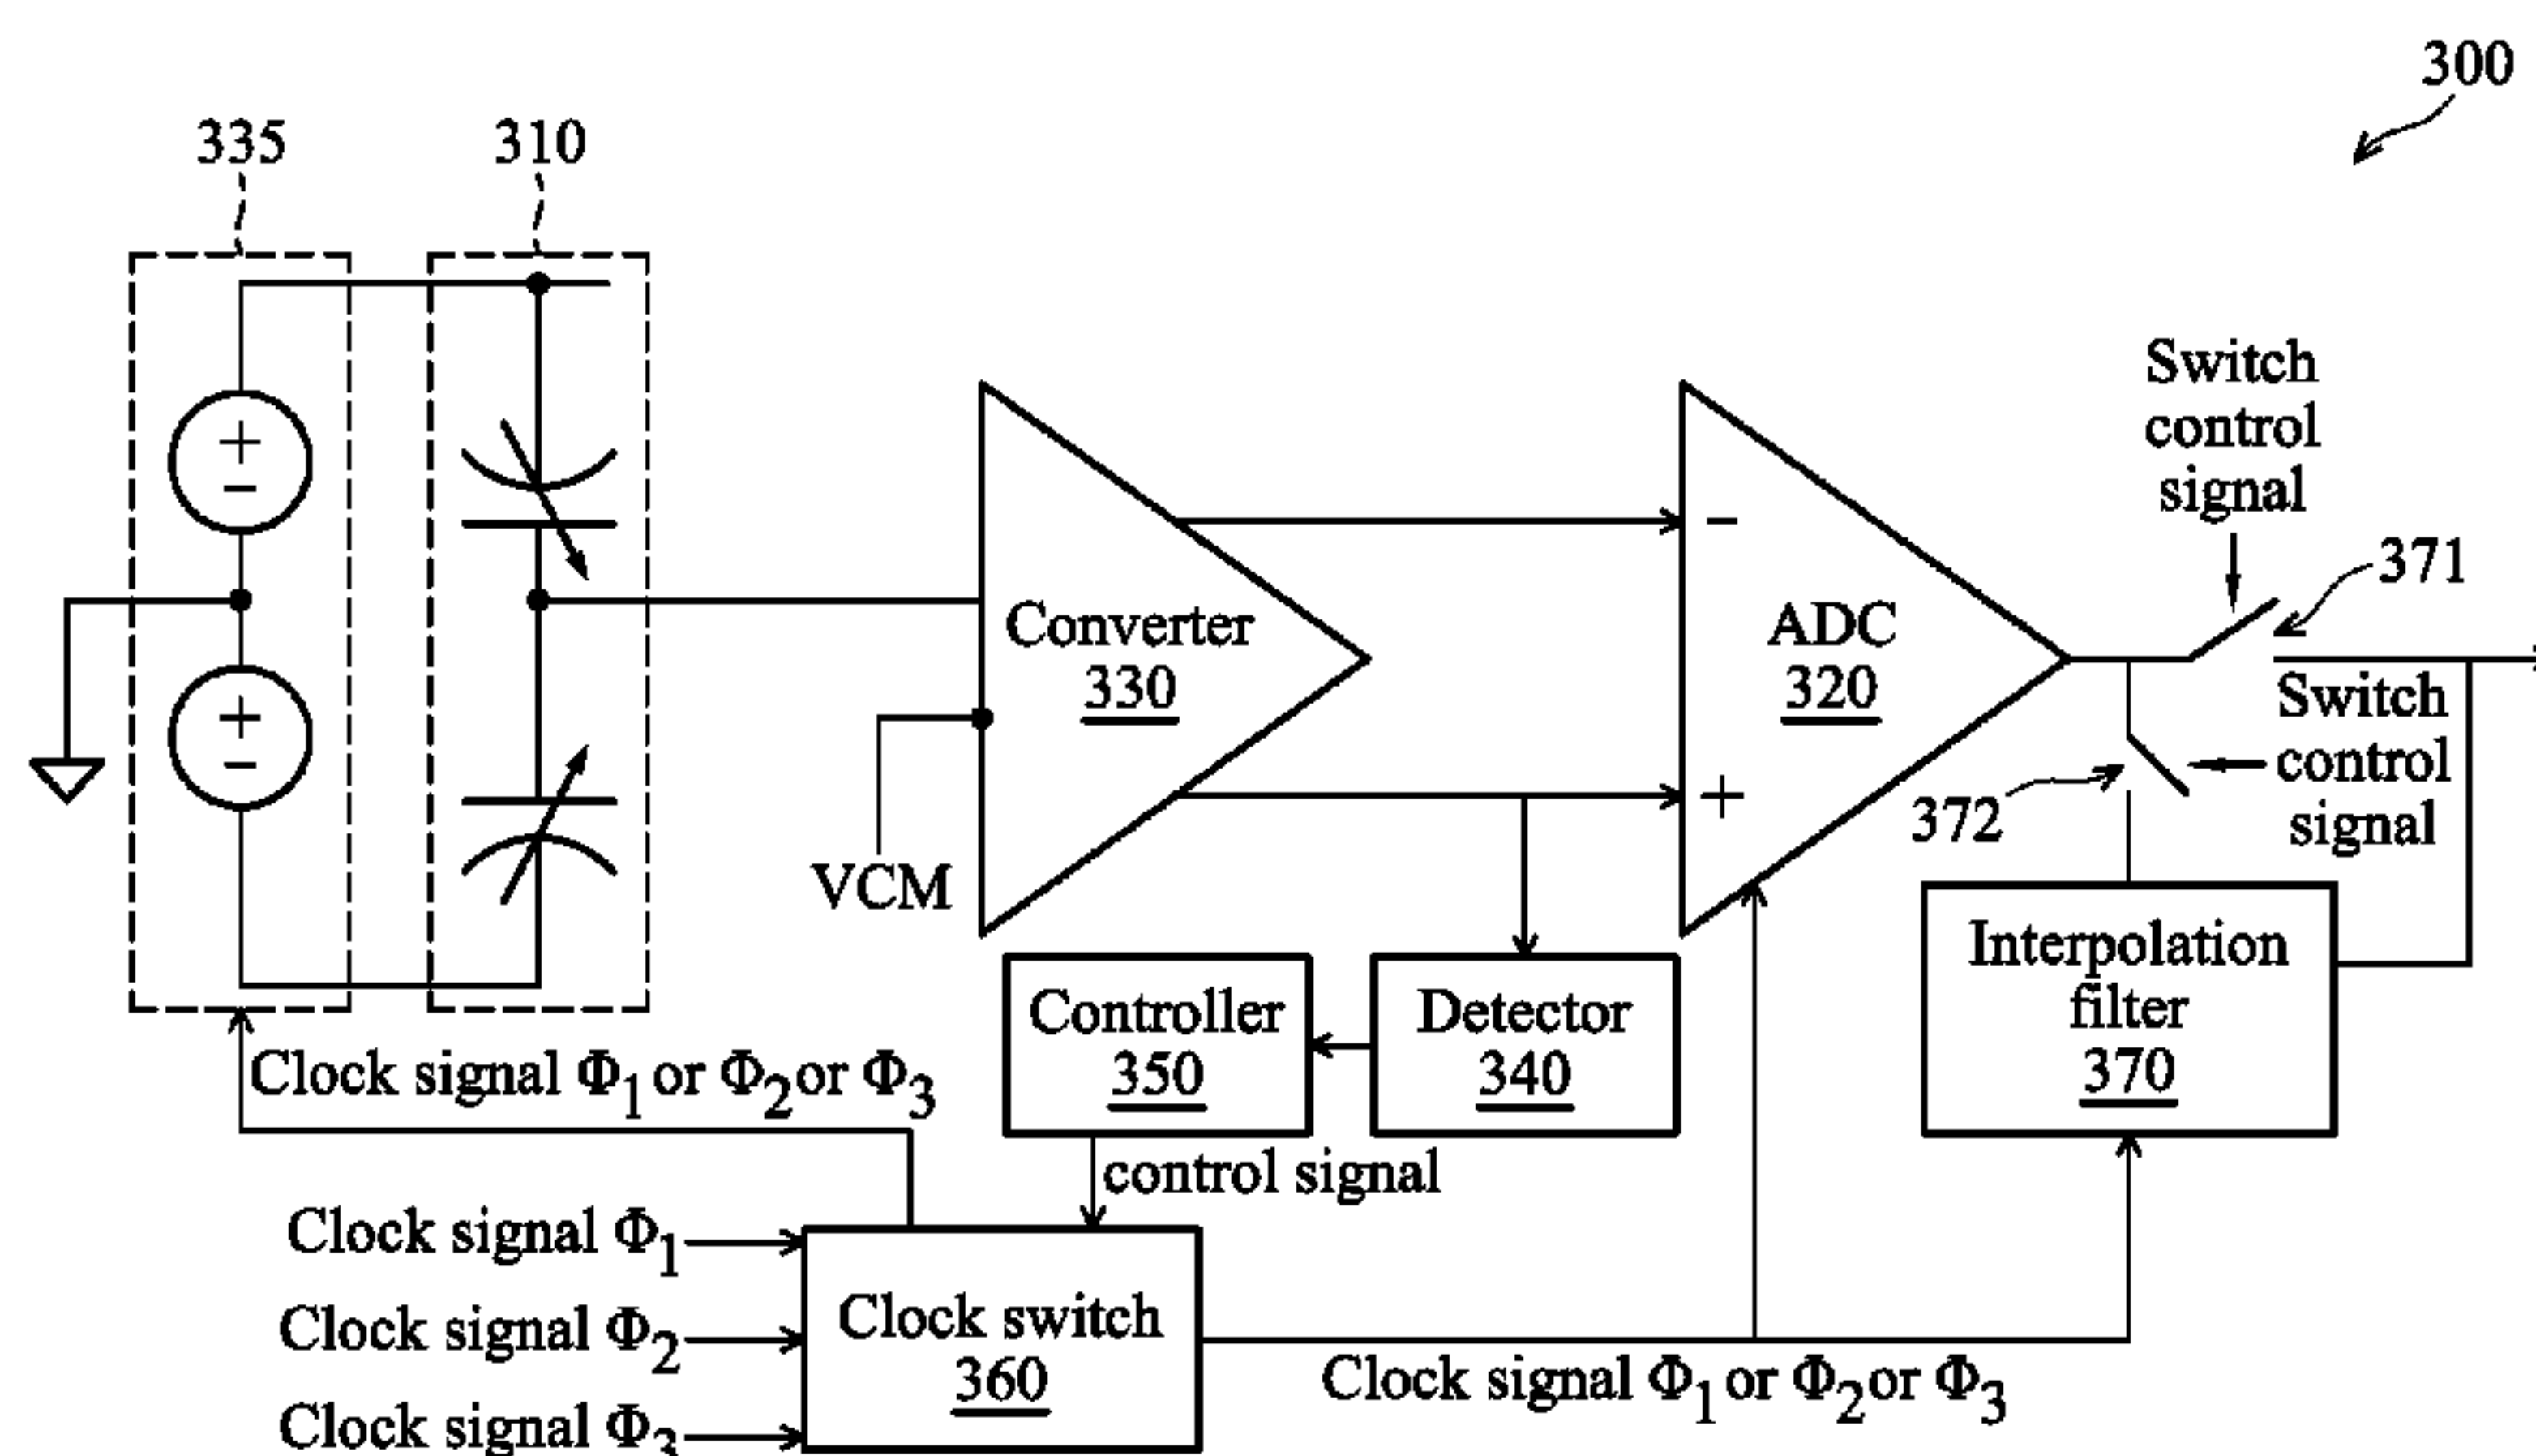 300
335
310
+
−
+
−
Converter
330
VCM
-
ADC
320
+
Switch
control
signal
371
Switch
control
signal
372
Interpolation
filter
370
Controller
350
Detector
340
Clock signal Φ1 or Φ2 or Φ3
control signal
Clock signal Φ1
Clock signal Φ2
Clock signal Φ3
Clock switch
360
Clock signal Φ1 or Φ2 or Φ3